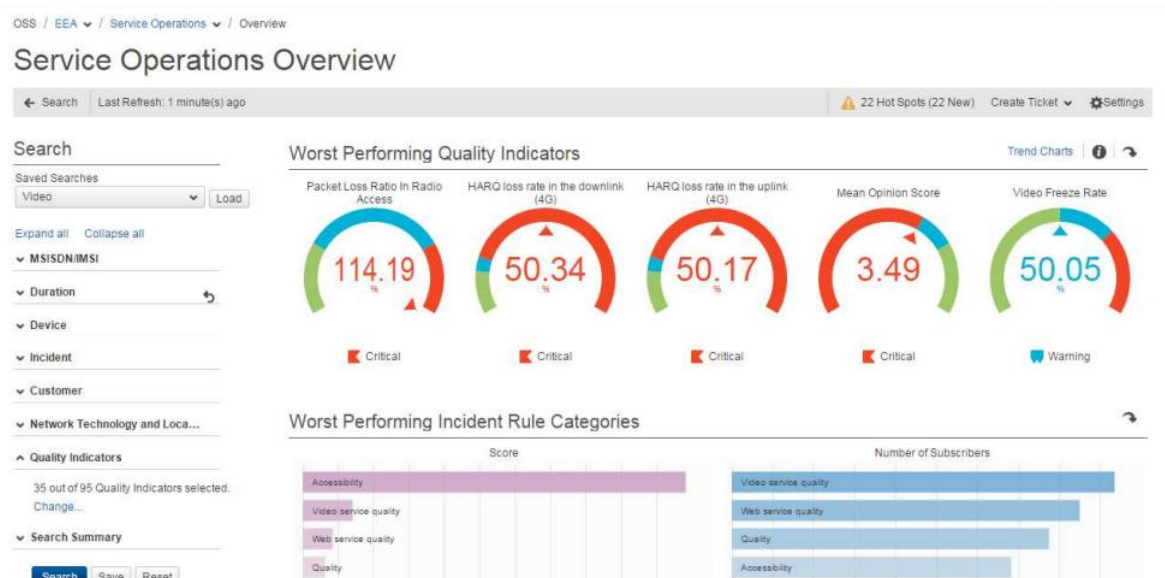 OSS / EEA / Service Operations / Overview
Service Operations Overview
Search Last Refresh: 1 minute(s) ago 22 Hot Spots (22 New) Create Ticket Settings
Search
Saved Searches
Video Load
Expand all Collapse all
MSISDN/IMSI
Duration
Device
Incident
Customer
Network Technology and Loca...
Quality Indicators
35 out of 95 Quality Indicators selected.
Change...
Search Summary
Search Save Reset
Worst Performing Quality Indicators
Trend Charts
Packet Loss Ratio In Radio
Access
114.19
%
Critical
HARQ loss rate in the downlink
(4G)
50.34
%
Critical
HARQ loss rate in the uplink
(4G)
50.17
%
Critical
Mean Opinion Score
3.49
Critical
Video Freeze Rate
50.05
%
Warning
Worst Performing Incident Rule Categories
Score
Accessibility
Video service quality
Web service quality
Quality
Number of Subscribers
Video service quality
Web service quality
Quality
Accessibility